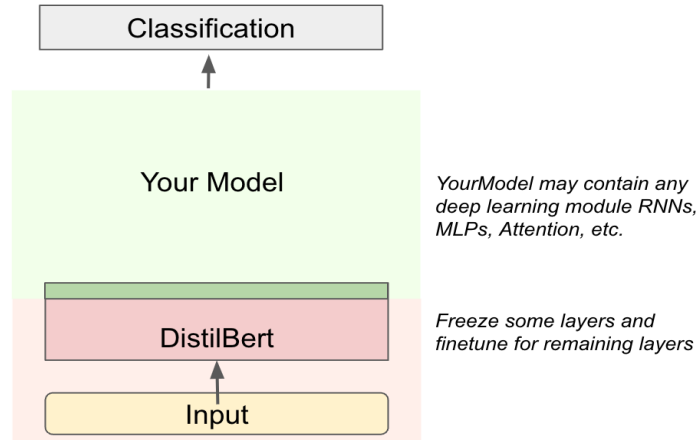 Classification
Your Model
YourModel may contain any
deep learning module RNNs,
MLPs, Attention, etc.
DistilBert
Freeze some layers and
finetune for remaining layers
Input